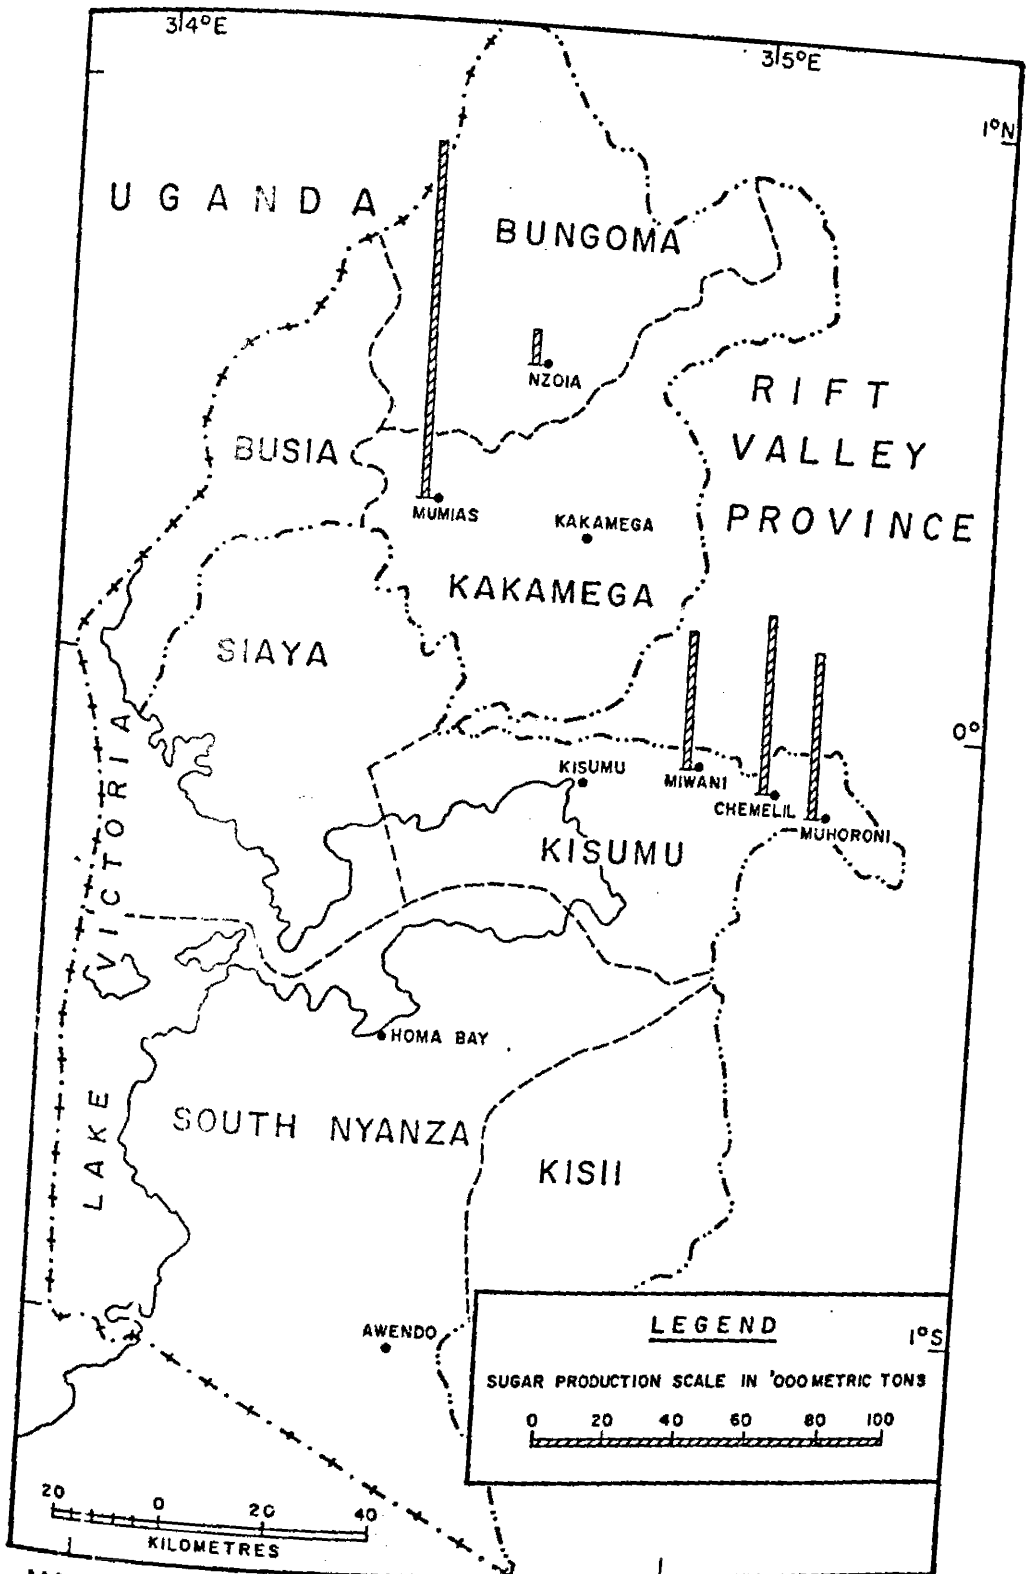 34°E
35°E
1°N
UGANDA
BUNGOMA
NZOIA
RIFT
VALLEY
PROVINCE
BUSIA
MUMIAS
KAKAMEGA
KAKAMEGA
SIAYA
0°
KISUMU
MIWANI
CHEMELIL
MUHORONI
KISUMU
LAKE VICTORIA
HOMA BAY
SOUTH NYANZA
KISII
AWENDO
LEGEND
1°S
SUGAR PRODUCTION SCALE IN '000 METRIC TONS
0 20 40 60 80 100
20 0 20 40
KILOMETRES